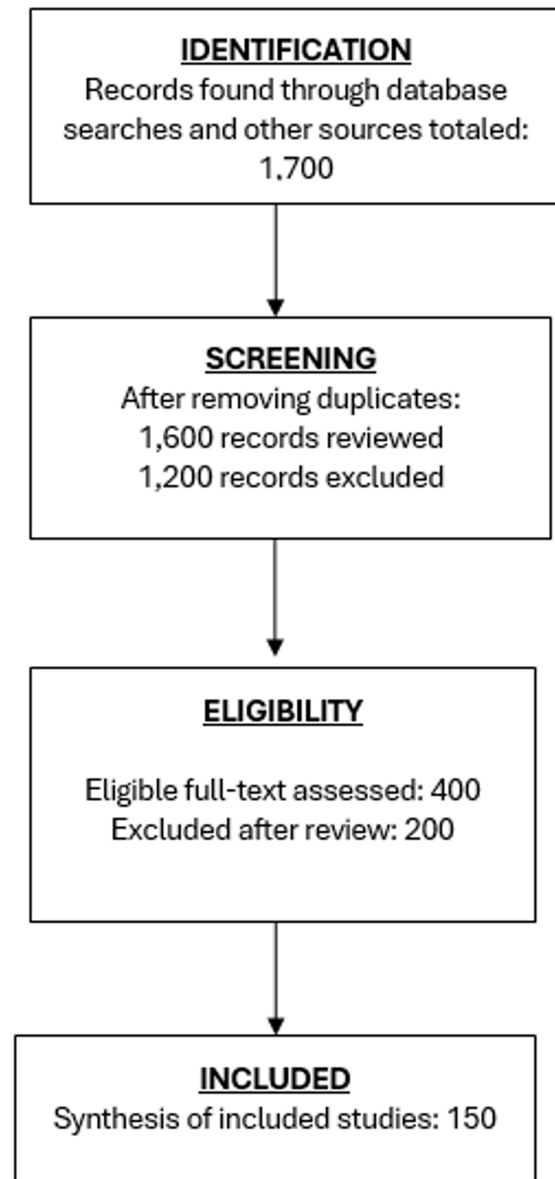 IDENTIFICATION
Records found through database
searches and other sources totaled:
1,700
SCREENING
After removing duplicates:
1,600 records reviewed
1,200 records excluded
ELIGIBILITY
Eligible full-text assessed: 400
Excluded after review: 200
INCLUDED
Synthesis of included studies: 150